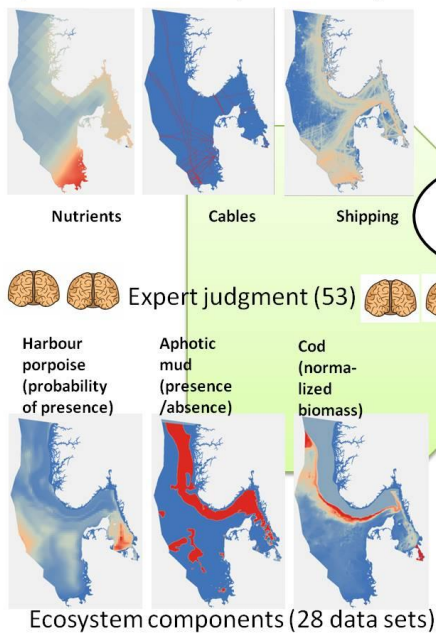 Nutrients Cables Shipping
Expert judgment (53)
Harbour porpoise (probability of presence)
Aphotic mud (presence /absence)
Cod (norma- lized biomass)
Ecosystem components (28 data sets)